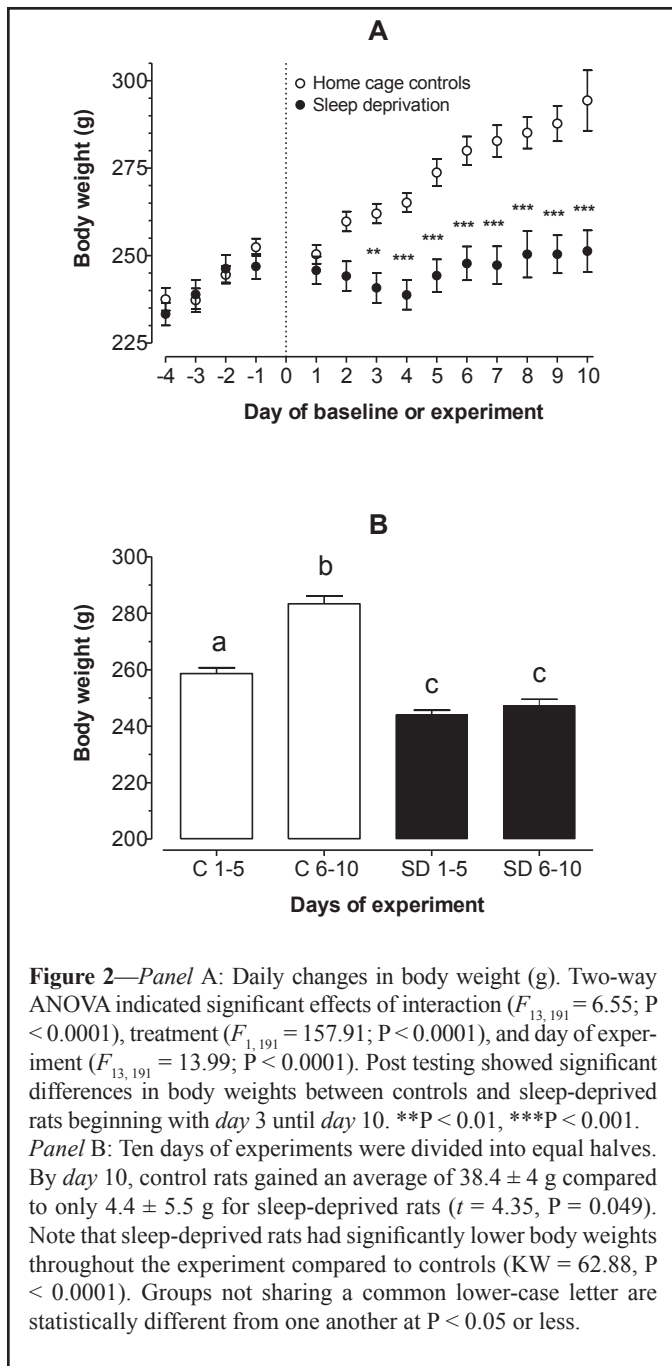 A
Home cage controls
Sleep deprivation
300
275
250
225
Body weight (g)
** *** *** *** *** *** *** ***
-4 -3 -2 -1 0 1 2 3 4 5 6 7 8 9 10
Day of baseline or experiment
B
300
280
260
240
220
200
Body weight (g)
a b c c
C 1-5 C 6-10 SD 1-5 SD 6-10
Days of experiment
Figure 2—Panel A: Daily changes in body weight (g). Two-way
ANOVA indicated significant effects of interaction (F13, 191 = 6.55; P
< 0.0001), treatment (F1, 191 = 157.91; P < 0.0001), and day of exper-
iment (F13, 191 = 13.99; P < 0.0001). Post testing showed significant
differences in body weights between controls and sleep-deprived
rats beginning with day 3 until day 10. **P < 0.01, ***P < 0.001.
Panel B: Ten days of experiments were divided into equal halves.
By day 10, control rats gained an average of 38.4 ± 4 g compared
to only 4.4 ± 5.5 g for sleep-deprived rats (t = 4.35, P = 0.049).
Note that sleep-deprived rats had significantly lower body weights
throughout the experiment compared to controls (KW = 62.88, P
< 0.0001). Groups not sharing a common lower-case letter are
statistically different from one another at P < 0.05 or less.